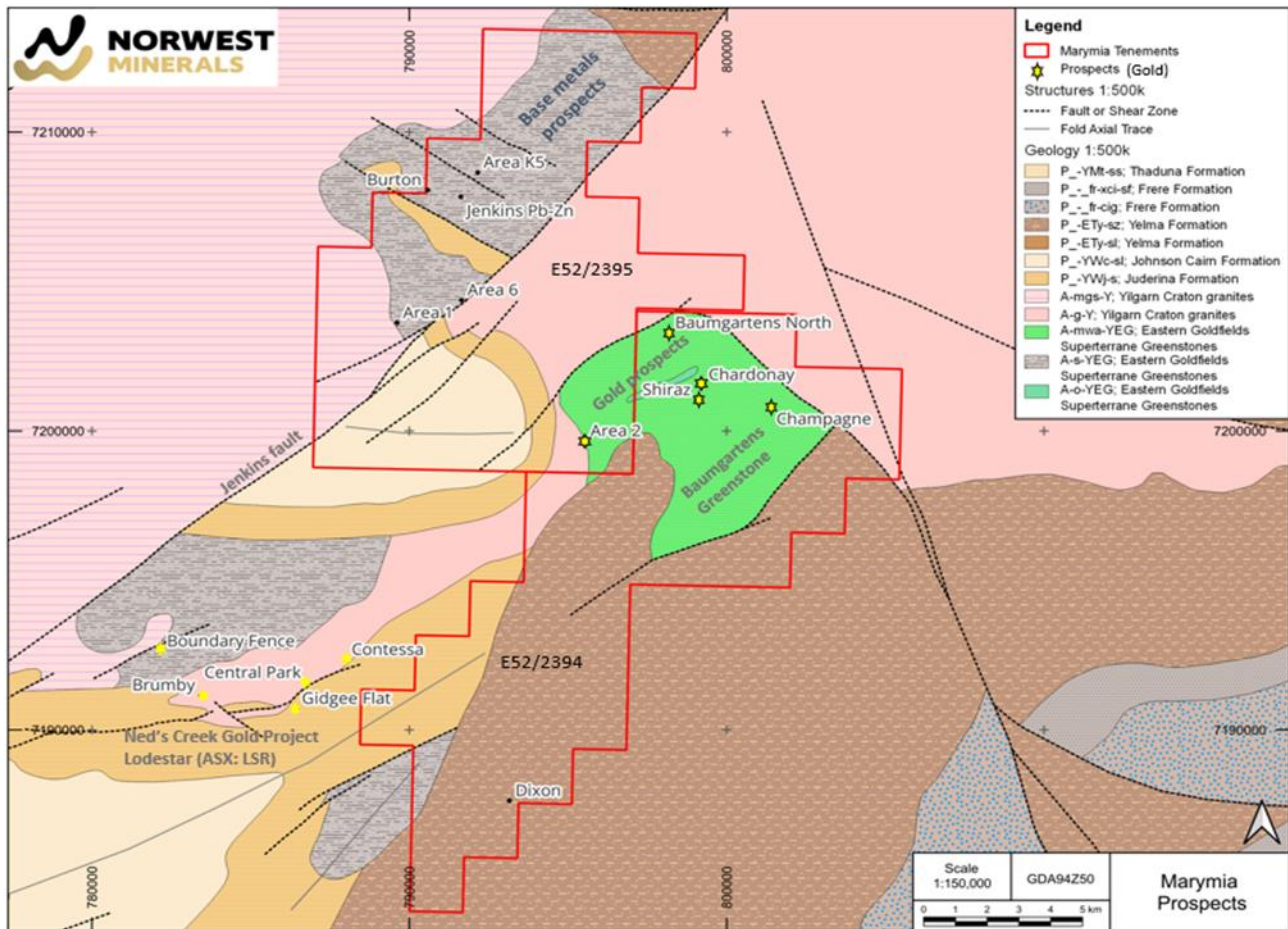 NORWEST
MINERALS
790000
800000
7210000
Base metals
prospects
Area K5
Burton
Jenkins Pb-Zn
E52/2395
Area 6
Area 1
Baumgartens North
Gold prospects
Chardonay
Shiraz
Champagne
Area 2
7200000
7200000
Jenkins fault
Baumgartens
Greenstone
Boundary Fence
Contessa
Central Park
Brumby
Gidgee Flat
E52/2394
Ned's Creek Gold Project
Lodestar (ASX: LSR)
7190000
7190000
Dixon
780000
790000
800000
Legend
Marymia Tenements
Prospects (Gold)
Structures 1:500k
Fault or Shear Zone
Fold Axial Trace
Geology 1:500k
P_-YMt-ss; Thaduna Formation
P_-_fr-xci-sf; Frere Formation
P_-_fr-cig; Frere Formation
P_-ETy-sz; Yelma Formation
P_-ETy-sl; Yelma Formation
P_-YWc-sl; Johnson Cairn Formation
P_-YWj-s; Juderina Formation
A-mgs-Y; Yilgarn Craton granites
A-g-Y; Yilgarn Craton granites
A-mwa-YEG; Eastern Goldfields
Superterrane Greenstones
A-s-YEG; Eastern Goldfields
Superterrane Greenstones
A-o-YEG; Eastern Goldfields
Superterrane Greenstones
Scale
1:150,000
GDA94Z50
0 1 2 3 4 5 km
Marymia
Prospects